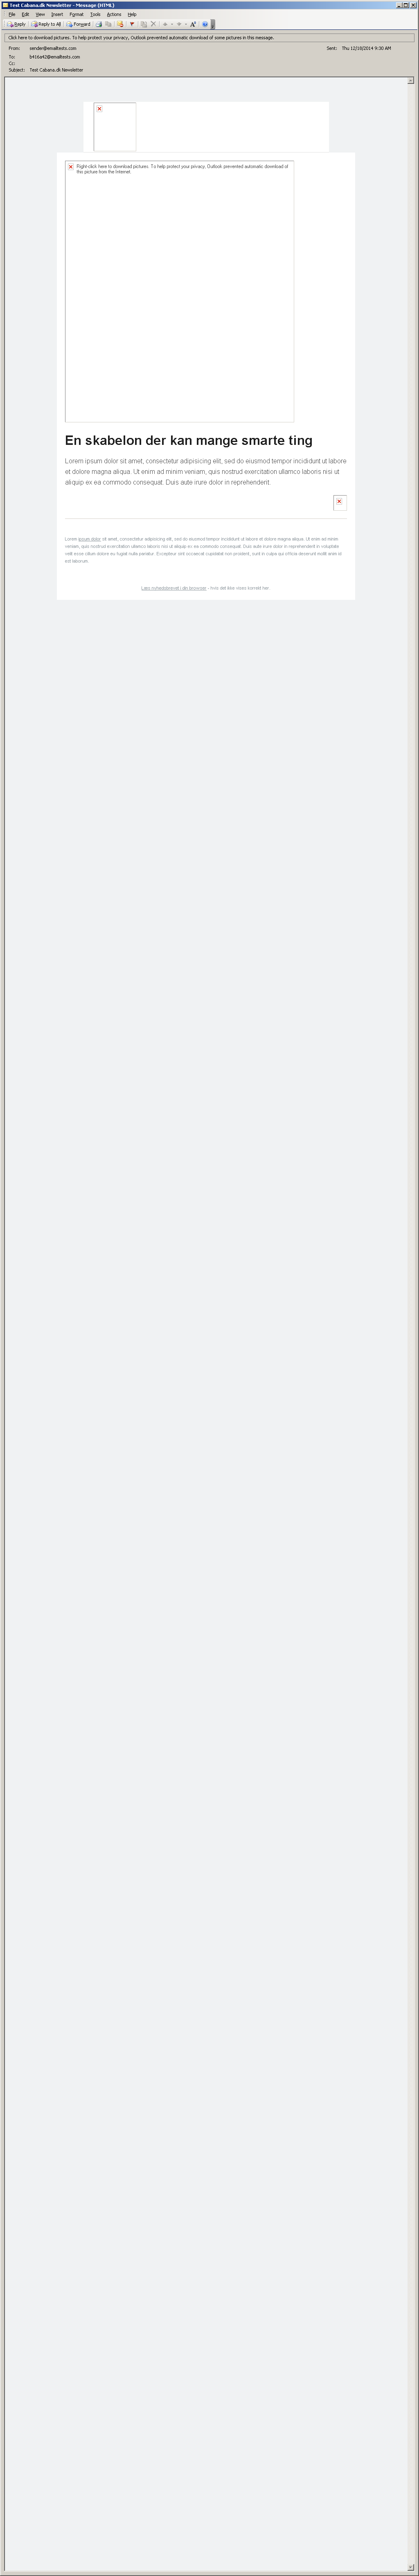 Test Cabana.dk Newsletter - Message (HTML)
File Edit View Insert Format Tools Actions Help
Reply Reply to All Forward
Click here to download pictures. To help protect your privacy, Outlook prevented automatic download of some pictures in this message.
From: sender@emailtests.com Sent: Thu 12/18/2014 9:30 AM
To: b416a42@emailtests.com
Cc:
Subject: Test Cabana.dk Newsletter
Right-click here to download pictures. To help protect your privacy, Outlook prevented automatic download of
this picture from the Internet.
En skabelon der kan mange smarte ting
Lorem ipsum dolor sit amet, consectetur adipisicing elit, sed do eiusmod tempor incididunt ut labore
et dolore magna aliqua. Ut enim ad minim veniam, quis nostrud exercitation ullamco laboris nisi ut
aliquip ex ea commodo consequat. Duis aute irure dolor in reprehenderit.
Lorem ipsum dolor sit amet, consectetur adipisicing elit, sed do eiusmod tempor incididunt ut labore et dolore magna aliqua. Ut enim ad minim
veniam, quis nostrud exercitation ullamco laboris nisi ut aliquip ex ea commodo consequat. Duis aute irure dolor in reprehenderit in voluptate
velit esse cillum dolore eu fugiat nulla pariatur. Excepteur sint occaecat cupidatat non proident, sunt in culpa qui officia deserunt mollit anim id
est laborum.
Læs nyhedsbrevet i din browser - hvis det ikke vises korrekt her.